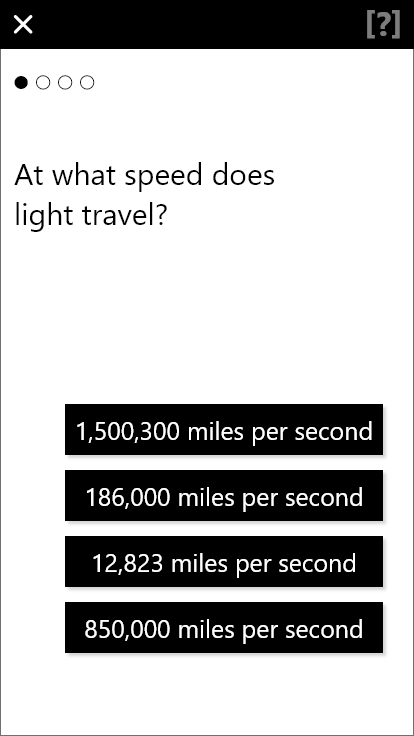 [?]
At what speed does
light travel?
1,500,300 miles per second
186,000 miles per second
12,823 miles per second
850,000 miles per second